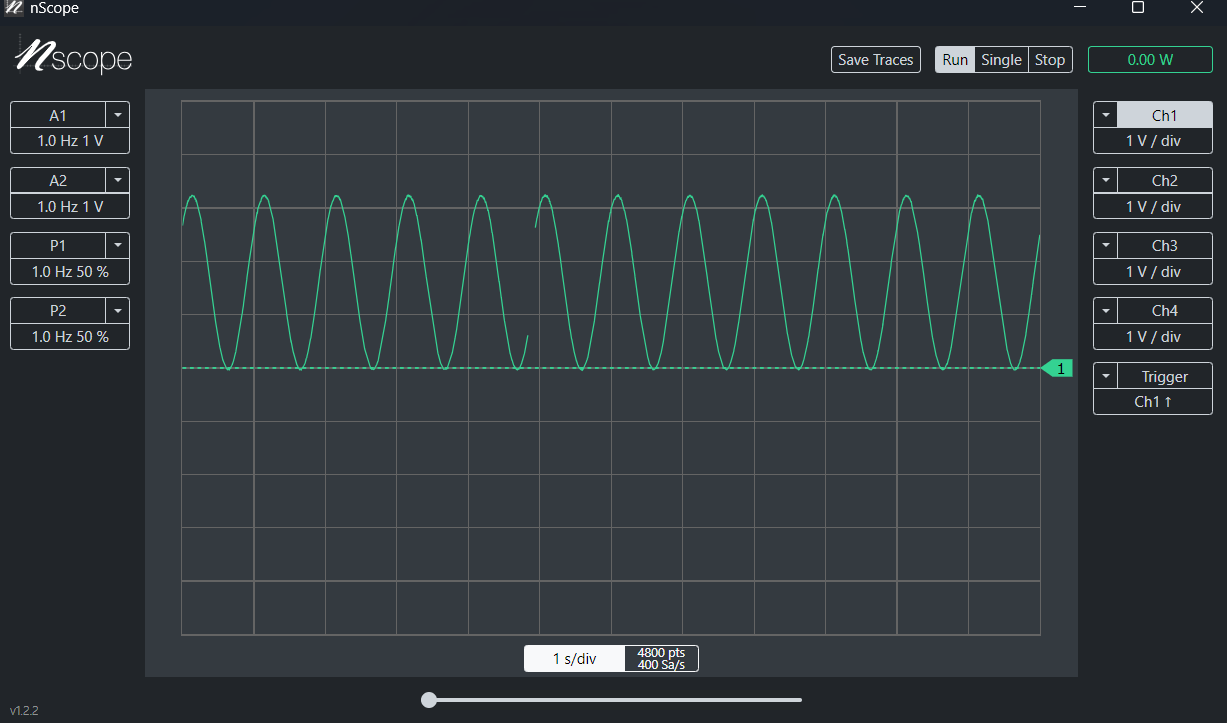 nScope
nscope
Save Traces
Run Single Stop
0.00 W
A1
1.0 Hz 1 V
A2
1.0 Hz 1 V
P1
1.0 Hz 50 %
P2
1.0 Hz 50 %
Ch1
1 V / div
Ch2
1 V / div
Ch3
1 V / div
Ch4
1 V / div
Trigger
Ch1 ↑
1
1 s/div
4800 pts
400 Sa/s
v1.2.2